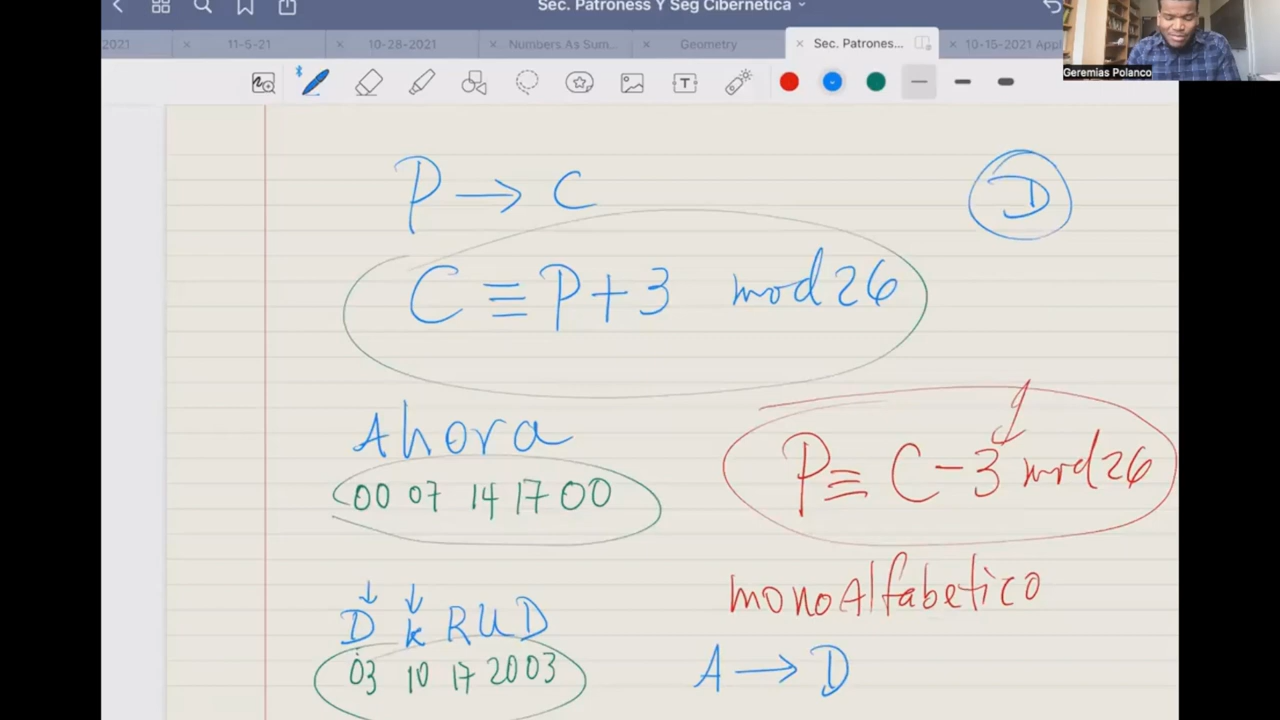 Sec. Patroness Y Seg Cibernetica
2021
11-5-21
10-28-2021
Numbers As Sum...
Geometry
Sec. Patrones...
10-15-2021 Appl
Geremias Polanco
P → C
D
C ≡ P + 3 mod 26
Ahora
P ≡ C - 3 mod 26
00 07 14 17 00
monoAlfabetico
D k R U D
03 10 17 20 03
A → D